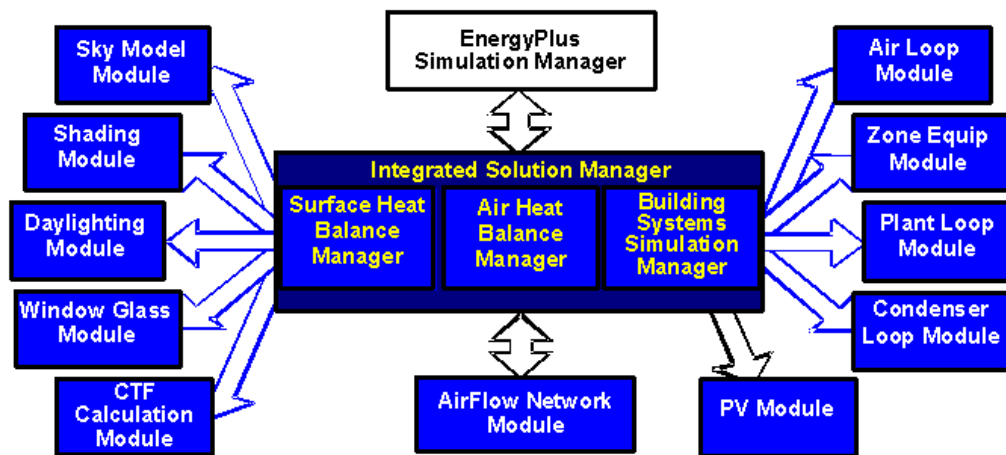 Sky Model
Module
Shading
Module
Daylighting
Module
Window Glass
Module
CTF
Calculation
Module
EnergyPlus
Simulation Manager
Integrated Solution Manager
Surface Heat
Balance
Manager
Air Heat
Balance
Manager
Building
Systems
Simulation
Manager
AirFlow Network
Module
PV Module
Air Loop
Module
Zone Equip
Module
Plant Loop
Module
Condenser
Loop Module